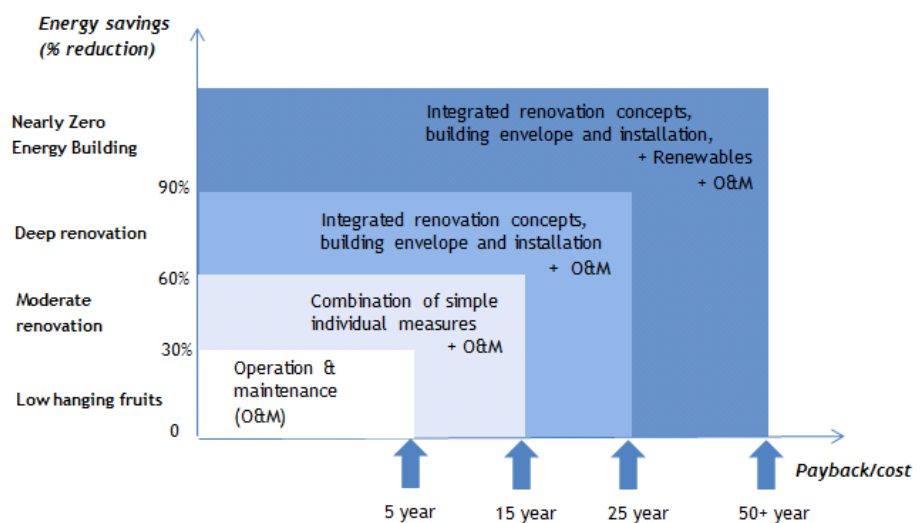 Energy savings
(% reduction)
Nearly Zero
Energy Building
Integrated renovation concepts,
building envelope and installation,
+ Renewables
+ O&M
90%
Deep renovation
Integrated renovation concepts,
building envelope and installation
+ O&M
60%
Moderate
renovation
Combination of simple
individual measures
+ O&M
30%
Low hanging fruits
Operation &
maintenance
(O&M)
0
Payback/cost
5 year
15 year
25 year
50+ year